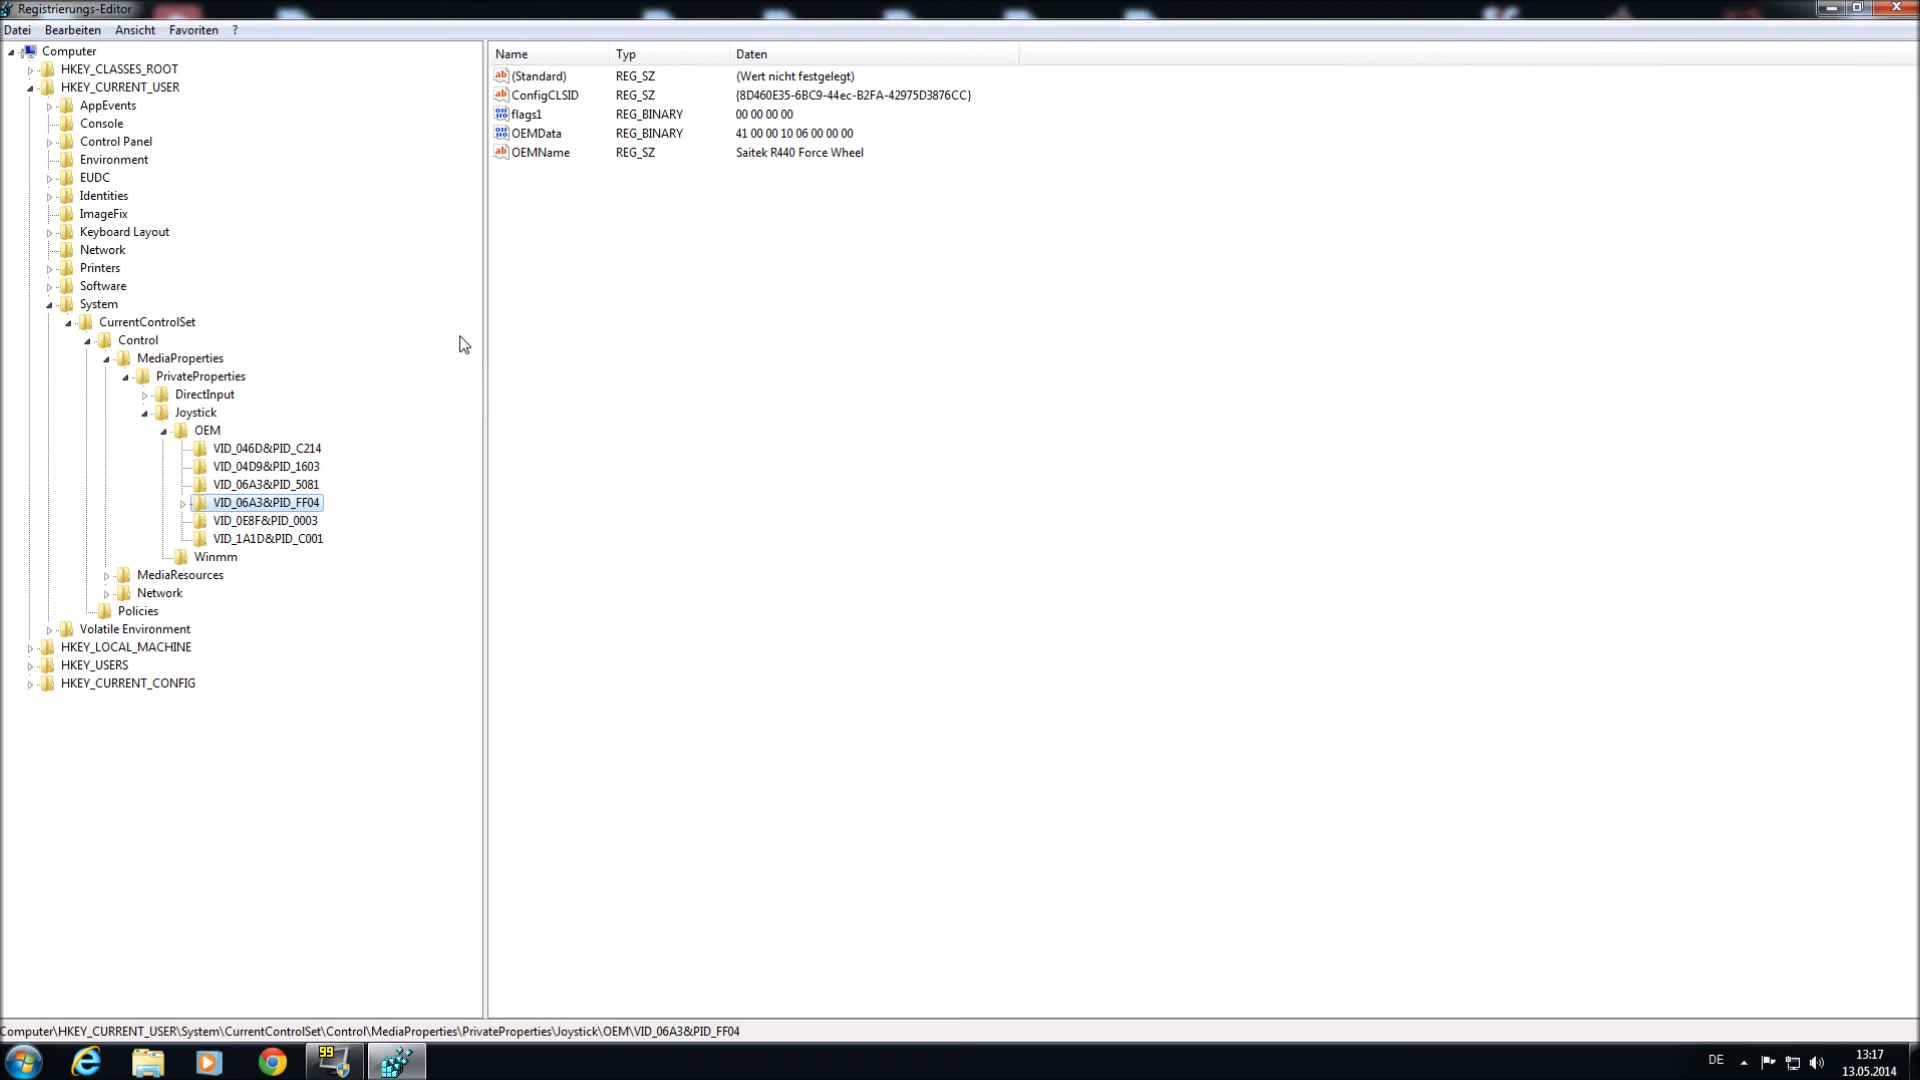 Registrierungs-Editor
Datei Bearbeiten Ansicht Favoriten ?
Computer
HKEY_CLASSES_ROOT
HKEY_CURRENT_USER
AppEvents
Console
Control Panel
Environment
EUDC
Identities
ImageFix
Keyboard Layout
Network
Printers
Software
System
CurrentControlSet
Control
MediaProperties
PrivateProperties
DirectInput
Joystick
OEM
VID_046D&PID_C214
VID_04D9&PID_1603
VID_06A3&PID_5081
VID_06A3&PID_FF04
VID_0E8F&PID_0003
VID_1A1D&PID_C001
Winmm
MediaResources
Network
Policies
Volatile Environment
HKEY_LOCAL_MACHINE
HKEY_USERS
HKEY_CURRENT_CONFIG
Name Typ Daten
(Standard) REG_SZ (Wert nicht festgelegt)
ConfigCLSID REG_SZ {8D460E35-6BC9-44ec-B2FA-42975D3876CC}
flags1 REG_BINARY 00 00 00 00
OEMData REG_BINARY 41 00 00 10 06 00 00 00
OEMName REG_SZ Saitek R440 Force Wheel
Computer\HKEY_CURRENT_USER\System\CurrentControlSet\Control\MediaProperties\PrivateProperties\Joystick\OEM\VID_06A3&PID_FF04
99
DE
13:17
13.05.2014